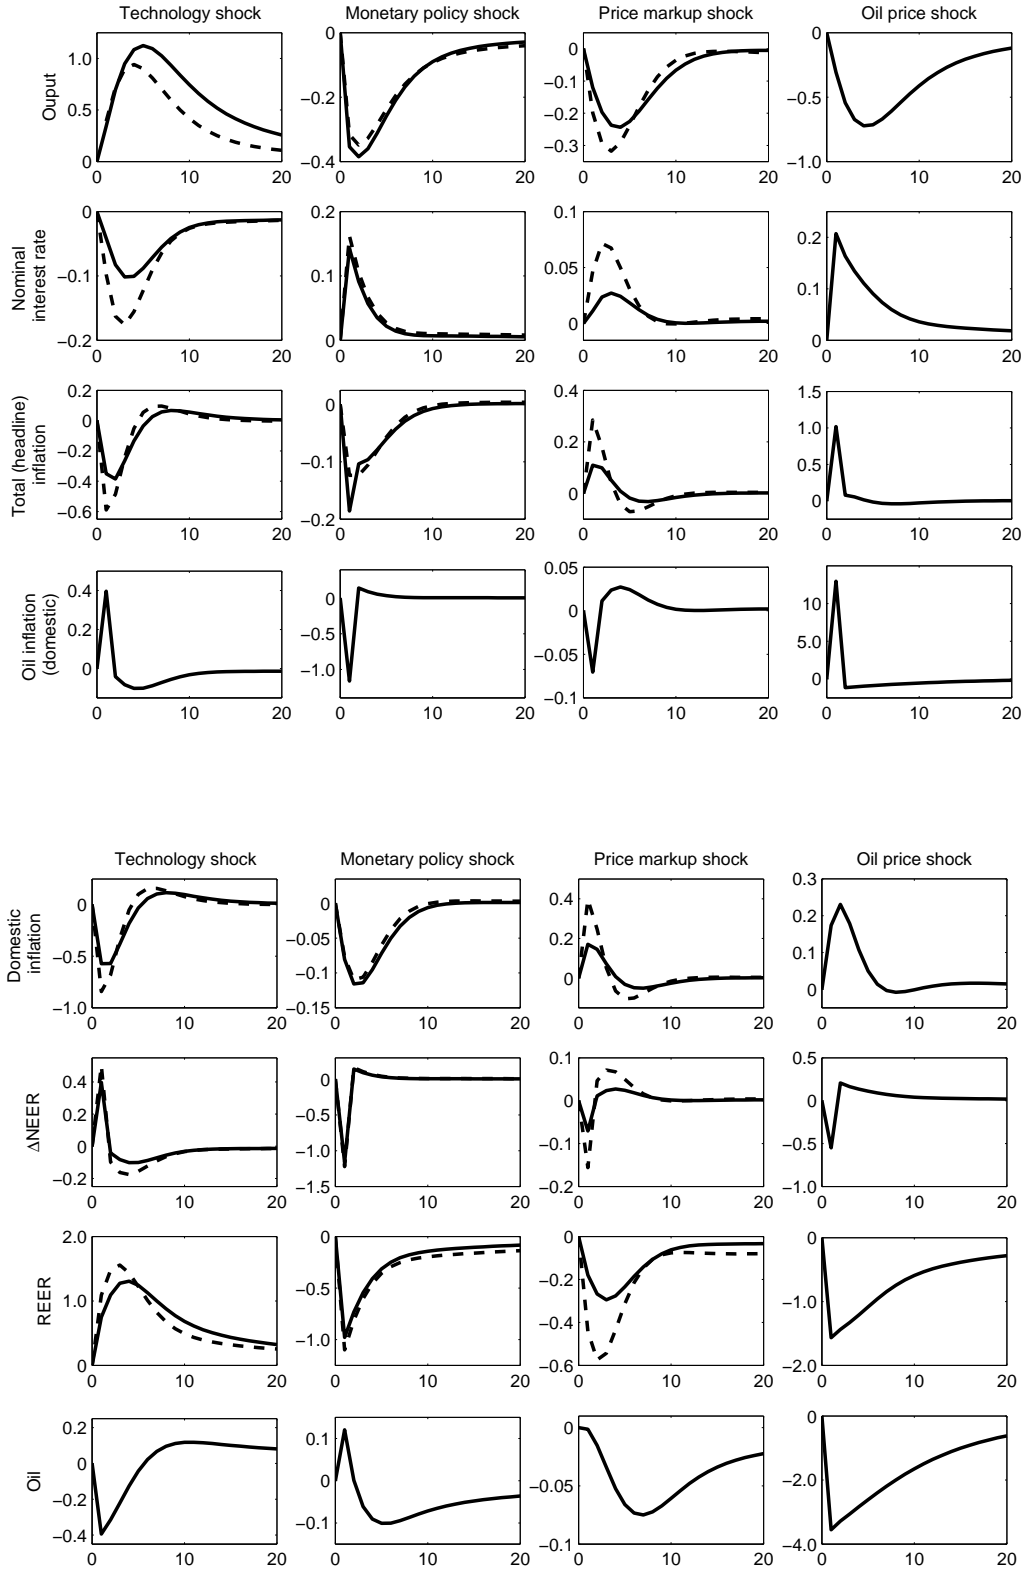 Technology shock Monetary policy shock Price markup shock Oil price shock
Ouput
1.0
0.5
0
0 10 20
0
−0.2
−0.4
0 10 20
0
−0.1
−0.2
−0.3
0 10 20
0
−0.5
−1.0
0 10 20
Nominal
interest rate
0
−0.1
−0.2
0 10 20
0.2
0.1
0
0 10 20
0.1
0.05
0
0 10 20
0.2
0.1
0
0 10 20
Total (headline)
inflation
0.2
0
−0.2
−0.4
−0.6
0 10 20
0
−0.1
−0.2
0 10 20
0.4
0.2
0
0 10 20
1.5
1.0
0.5
0
0 10 20
Oil inflation
(domestic)
0.4
0.2
0
0 10 20
0
−0.5
−1.0
0 10 20
0.05
0
−0.05
−0.1
0 10 20
10
5.0
0
0 10 20
Technology shock Monetary policy shock Price markup shock Oil price shock
Domestic
inflation
0
−0.5
−1.0
0 10 20
0
−0.05
−0.1
−0.15
0 10 20
0.4
0.2
0
0 10 20
0.3
0.2
0.1
0
0 10 20
ΔNEER
0.4
0.2
0
−0.2
0 10 20
0
−0.5
−1.0
−1.5
0 10 20
0.1
0
−0.1
−0.2
0 10 20
0.5
0
−0.5
−1.0
0 10 20
REER
2.0
1.0
0
0 10 20
0
−0.5
−1.0
0 10 20
0
−0.2
−0.4
−0.6
0 10 20
0
−1.0
−2.0
0 10 20
Oil
0.2
0
−0.2
−0.4
0 10 20
0.1
0
−0.1
0 10 20
0
−0.05
−0.1
0 10 20
0
−2.0
−4.0
0 10 20